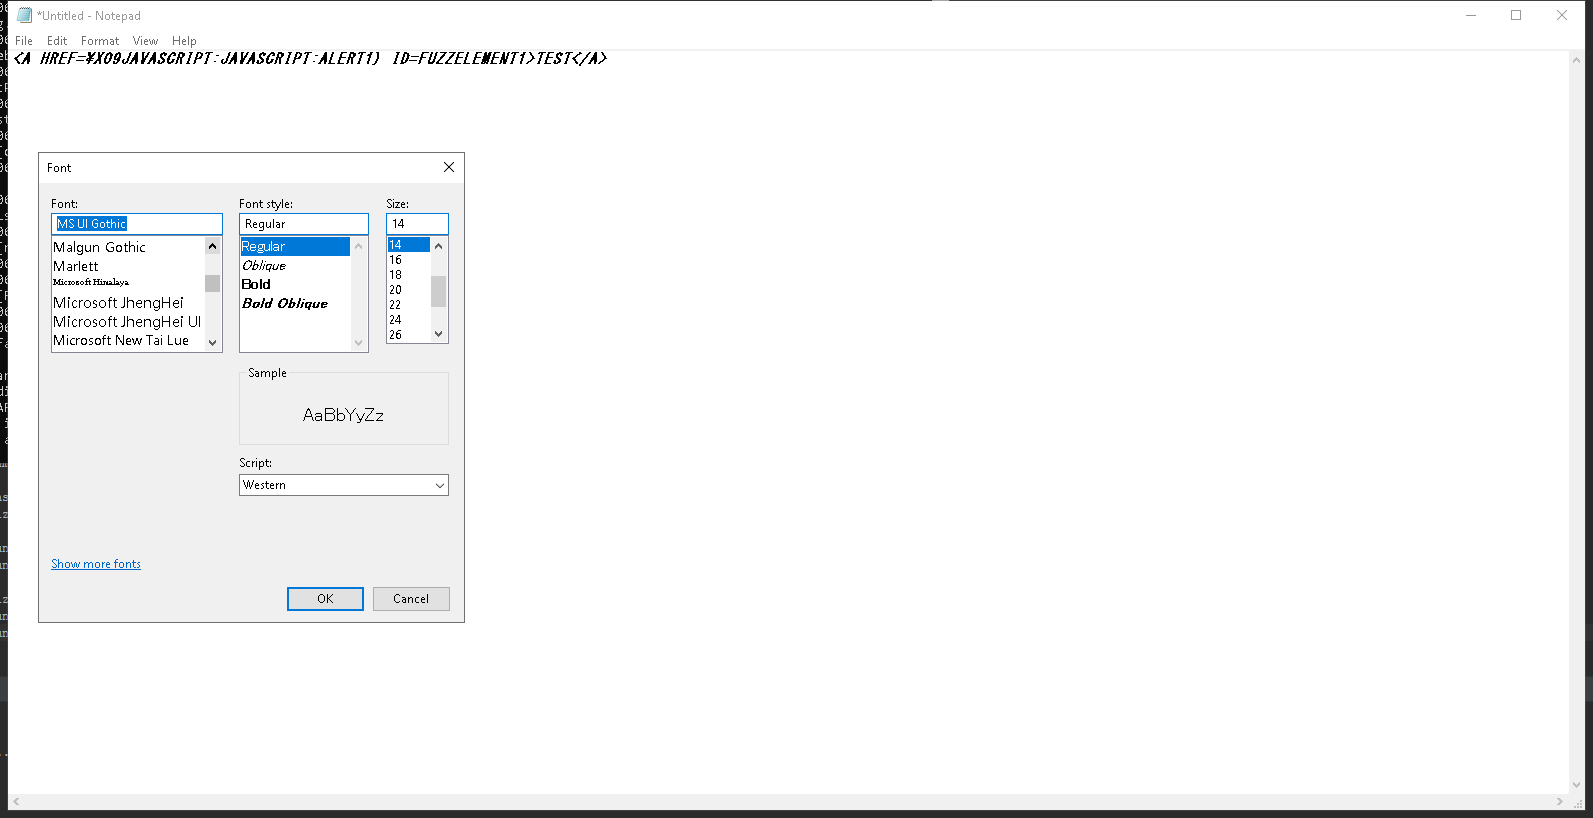 *Untitled - Notepad
File Edit Format View Help
<A HREF=¥X09JAVASCRIPT:JAVASCRIPT:ALERT1) ID=FUZZELEMENT1>TEST</A>
Font
Font: Font style: Size:
MS UI Gothic Regular 14
Malgun Gothic
Marlett
Microsoft Himalaya
Microsoft JhengHei
Microsoft JhengHei UI
Microsoft New Tai Lue
Regular
Oblique
Bold
Bold Oblique
14
16
18
20
22
24
26
Sample
AaBbYyZz
Script:
Western
Show more fonts
OK Cancel